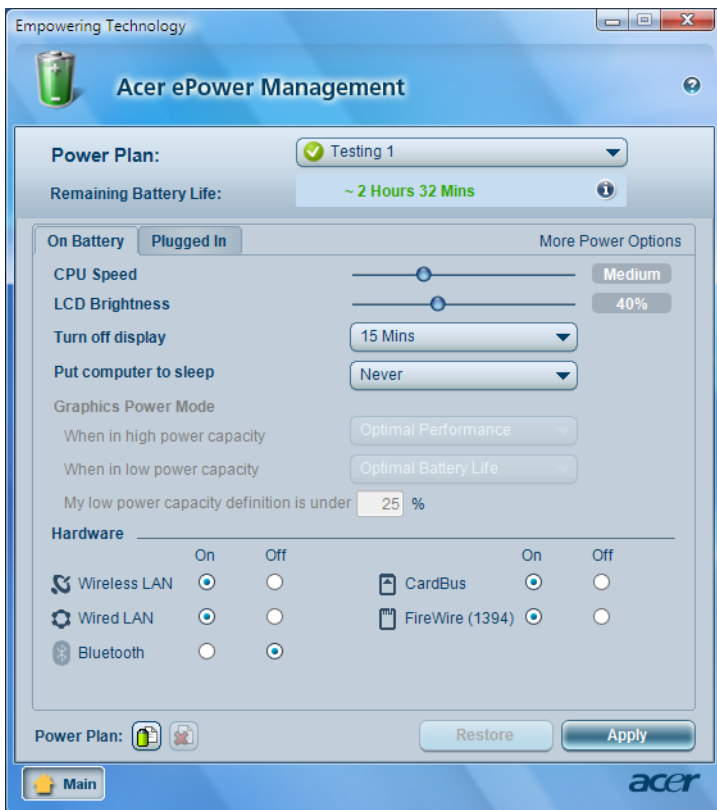 Empowering Technology
Acer ePower Management
Power Plan: Testing 1
Remaining Battery Life: ~ 2 Hours 32 Mins
On Battery Plugged In More Power Options
CPU Speed Medium
LCD Brightness 40%
Turn off display 15 Mins
Put computer to sleep Never
Graphics Power Mode
When in high power capacity Optimal Performance
When in low power capacity Optimal Battery Life
My low power capacity definition is under 25 %
Hardware
On Off On Off
Wireless LAN CardBus
Wired LAN FireWire (1394)
Bluetooth
Power Plan: Restore Apply
Main acer